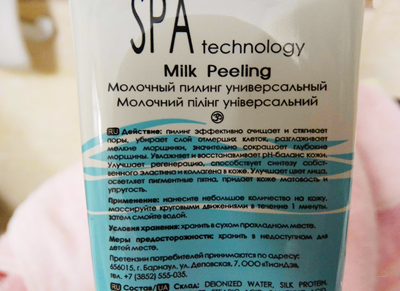 SPA technology
Milk Peeling
Молочный пилинг универсальный
Молочний пілінг універсальний
RU Действие: пилинг эффективно очищает и стягивает
поры, убирает слой отмерших клеток, разглаживает
мелкие морщинки, значительно сокращает глубокие
морщины. Увлажняет и восстанавливает pH-баланс кожи.
Улучшает регенерацию, способствует синтезу собст-
венного эластина и коллагена в коже. Улучшает цвет лица,
осветляет пигментные пятна, придает коже матовость и
упругость.
Применение: нанесите небольшое количество на кожу,
массируйте круговыми движениями в течение 1 минуты,
затем смойте водой.
Условия хранения: хранить в сухом прохладном месте.
Меры предосторожности: хранить в недоступном для
детей месте.
Претензии потребителей принимаются по адресу:
656015, г. Барнаул, ул. Деповская, 7, ООО «ТианДэ»,
тел. +7 (3852) 555-035.
RU Состав/UA Склад: DEIONIZED WATER, SILK PROTEIN,